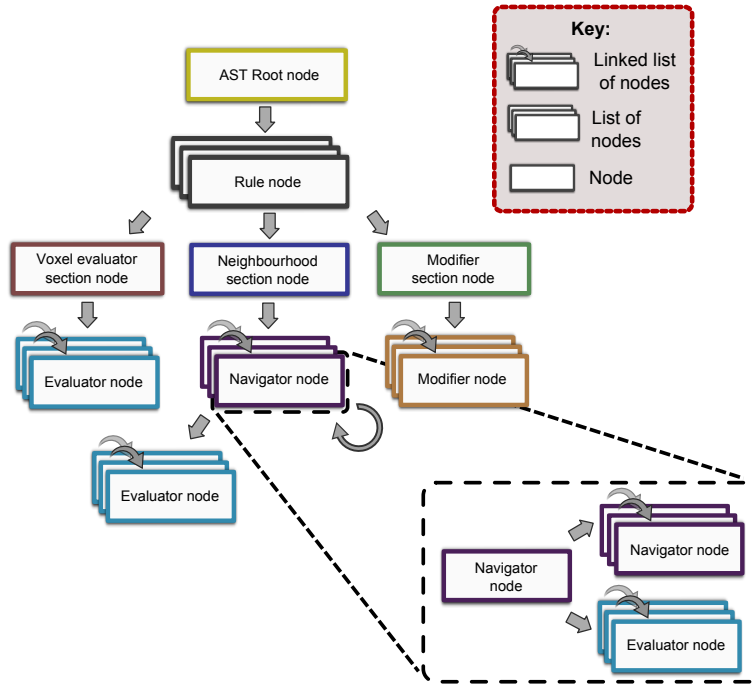 Key:
Linked list
of nodes
List of
nodes
Node
AST Root node
Rule node
Voxel evaluator
section node
Neighbourhood
section node
Modifier
section node
Evaluator node
Navigator node
Modifier node
Evaluator node
Navigator
node
Navigator node
Evaluator node